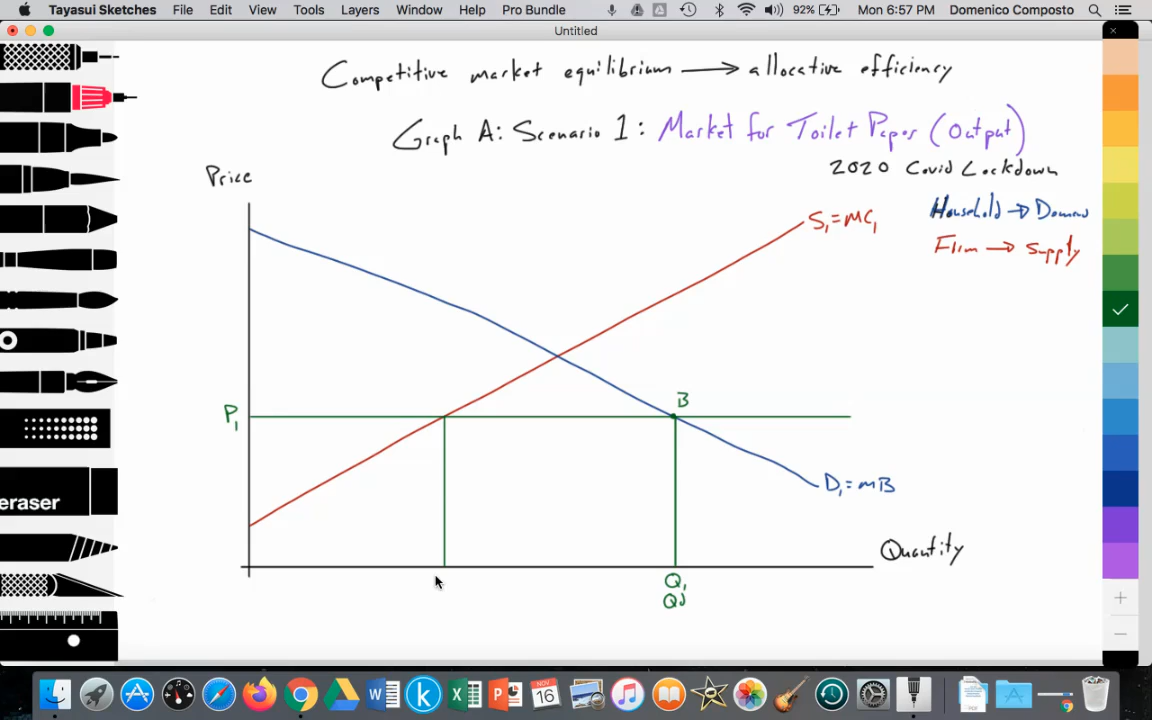 Tayasui Sketches File Edit View Tools Layers Window Help Pro Bundle 92% Mon 6:57 PM Domenico Composto
Untitled
Competitive market equilibrium → allocative efficiency
Graph A: Scenario 1: Market for Toilet Paper (Output)
2020 Covid Lockdown
Price
Household → Demand
S₁=MC₁
Firm → Supply
B
P₁
D₁=MB
eraser
Quantity
Q₁
Qd
NOV
16